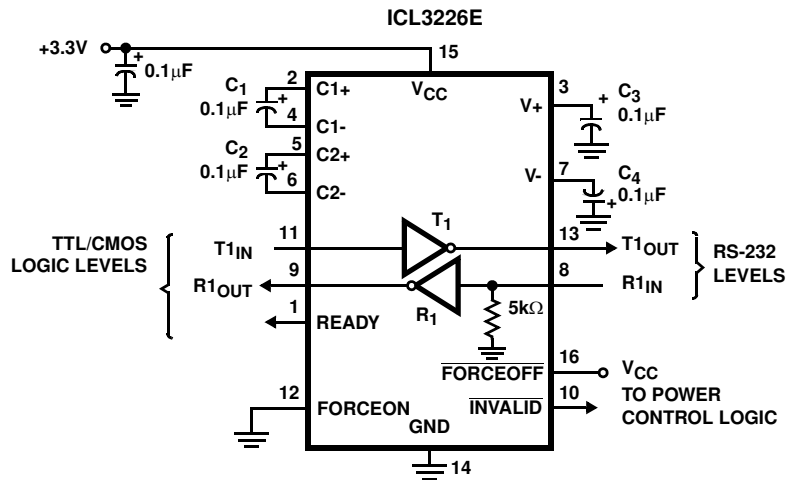 ICL3226E
+3.3V
+
0.1µF
15
VCC
C1
0.1µF
+
2
C1+
4
C1-
C2
0.1µF
+
5
C2+
6
C2-
3
V+
+
C3
0.1µF
7
V-
C4
0.1µF
+
TTL/CMOS
LOGIC LEVELS
T1IN
11
T1
13
T1OUT
R1OUT
9
R1
5kΩ
8
R1IN
RS-232
LEVELS
1
READY
16
FORCEOFF
VCC
12
FORCEON
10
INVALID
TO POWER
CONTROL LOGIC
GND
14